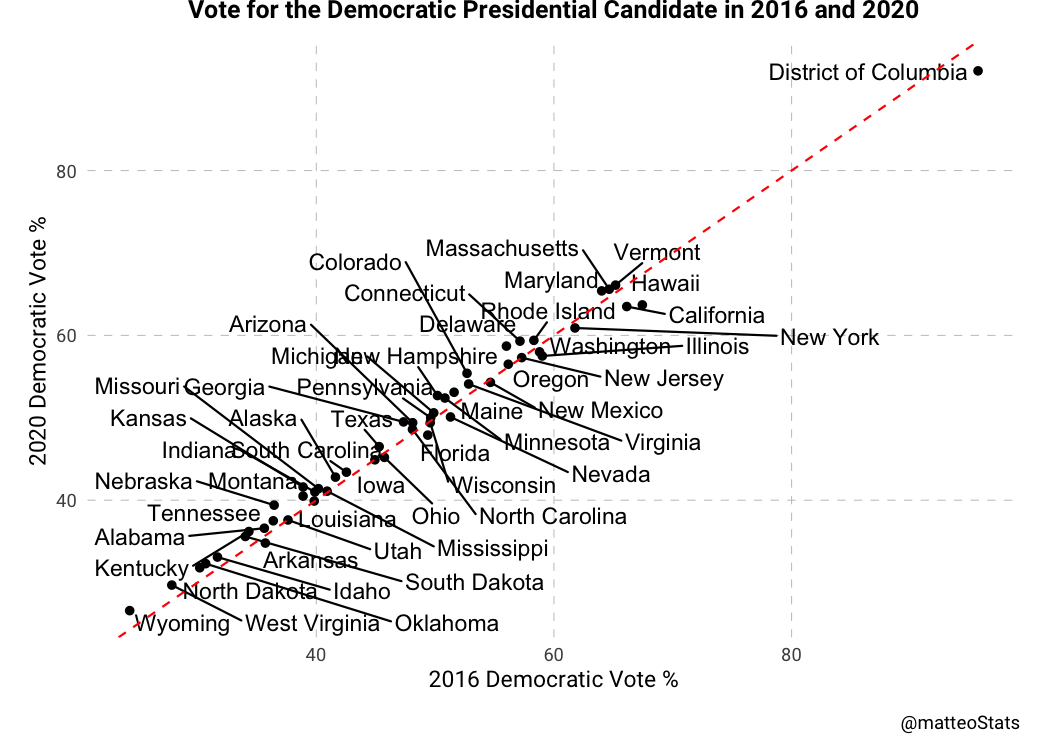 Vote for the Democratic Presidential Candidate in 2016 and 2020
District of Columbia
80
Massachusetts
Vermont
Colorado
Maryland
Hawaii
Connecticut
Rhode Island
California
Arizona
Delaware
60
New York
Michigan
New Hampshire
Washington
Illinois
Missouri
Georgia
Pennsylvania
Oregon
New Jersey
Kansas
Alaska
Texas
Maine
New Mexico
Indiana
South Carolina
Florida
Minnesota
Virginia
Nebraska
Montana
Iowa
Wisconsin
Nevada
40
Tennessee
Louisiana
Ohio
North Carolina
Alabama
Utah
Mississippi
Kentucky
Arkansas
South Dakota
North Dakota
Idaho
Wyoming
West Virginia
Oklahoma
40
60
80
2020 Democratic Vote %
2016 Democratic Vote %
@matteoStats